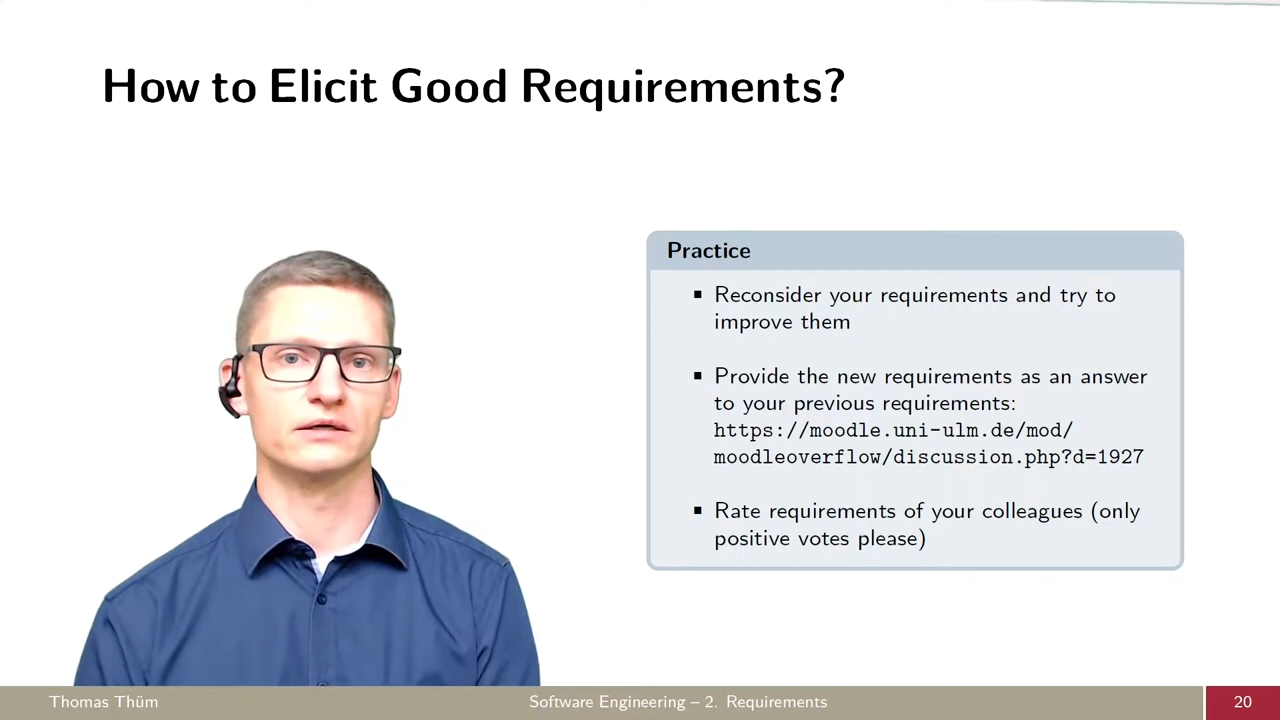 How to Elicit Good Requirements?
Practice
▪ Reconsider your requirements and try to
improve them
▪ Provide the new requirements as an answer
to your previous requirements:
https://moodle.uni-ulm.de/mod/
moodleoverflow/discussion.php?d=1927
▪ Rate requirements of your colleagues (only
positive votes please)
Thomas Thüm
Software Engineering – 2. Requirements
20